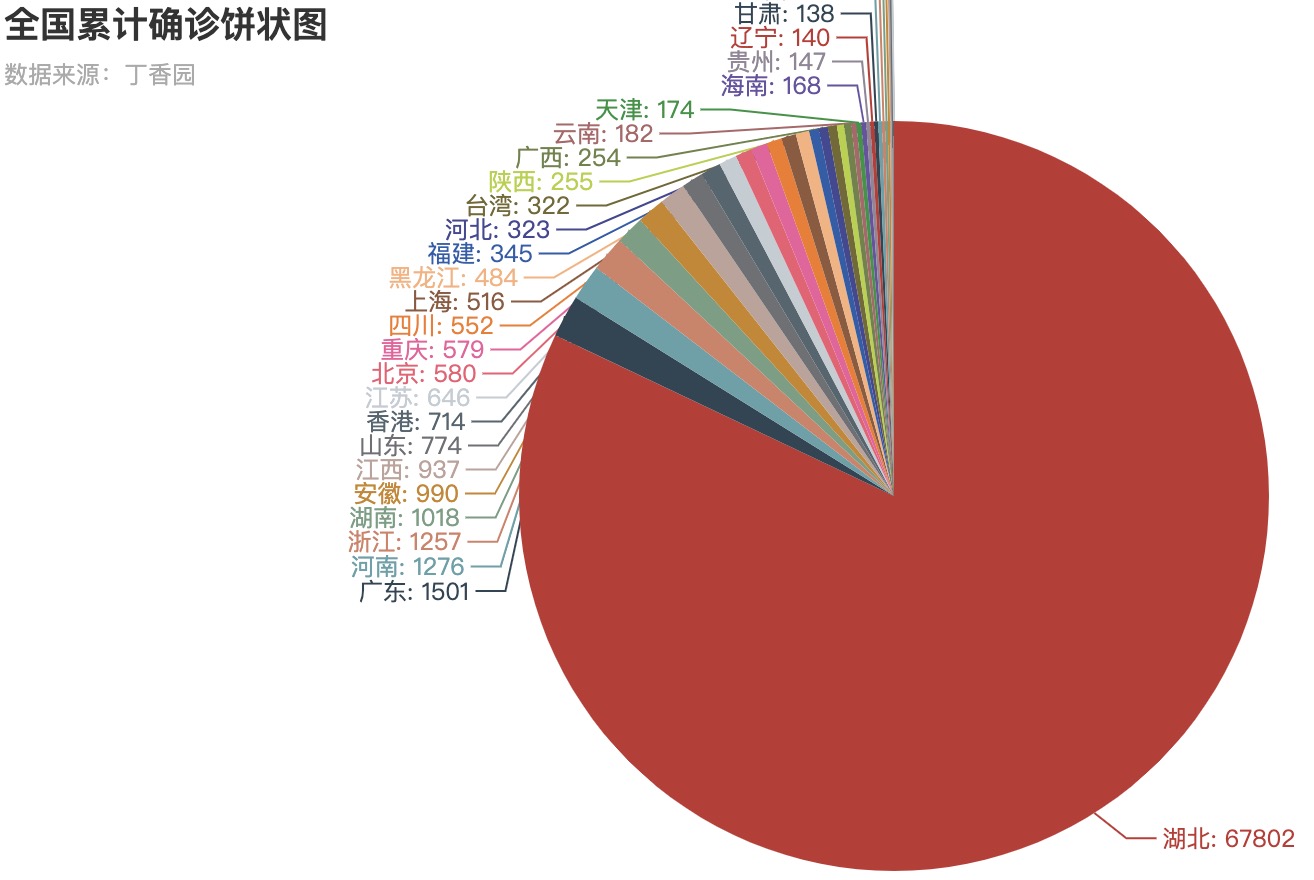 全国累计确诊饼状图
数据来源：丁香园
甘肃: 138
辽宁: 140
贵州: 147
海南: 168
天津: 174
云南: 182
广西: 254
陕西: 255
台湾: 322
河北: 323
福建: 345
黑龙江: 484
上海: 516
四川: 552
重庆: 579
北京: 580
江苏: 646
香港: 714
山东: 774
江西: 937
安徽: 990
湖南: 1018
浙江: 1257
河南: 1276
广东: 1501
湖北: 67802